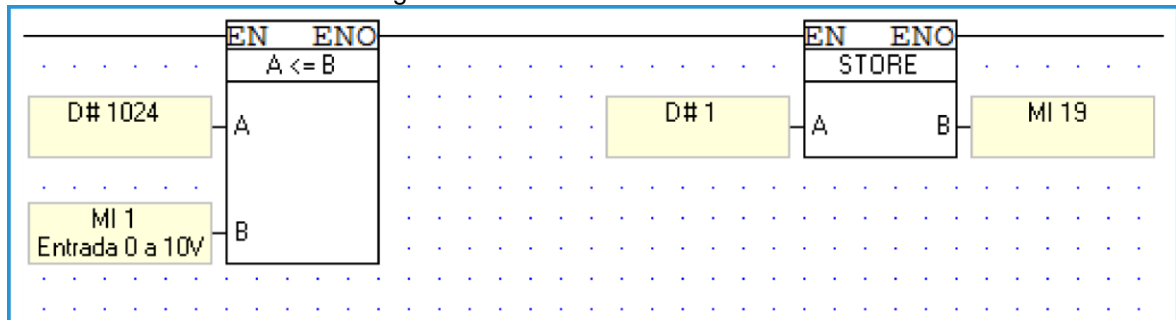 EN ENO
A <= B
D# 1024
A
MI 1
Entrada 0 a 10V
B
EN ENO
STORE
D# 1
A
B
MI 19